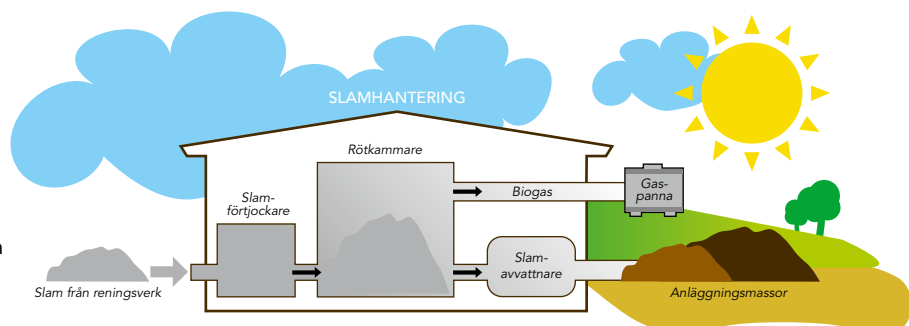 SLAMHANTERING
Rötkammare
Slam-
förtjockare
Biogas
Gas-
panna
Slam-
avvattnare
Slam från reningsverk
Anläggningsmassor